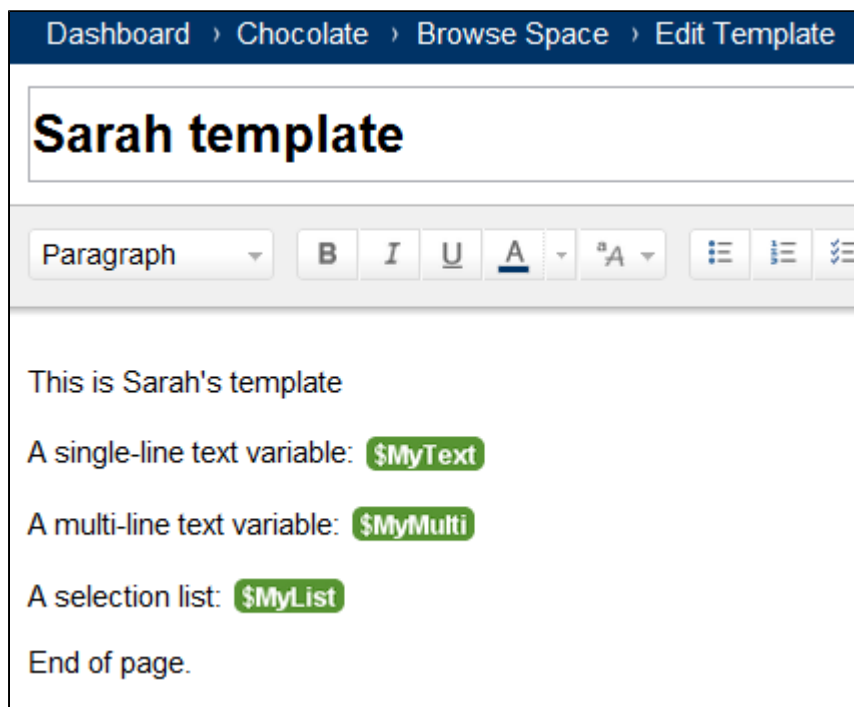 Dashboard › Chocolate › Browse Space › Edit Template
Sarah template
Paragraph B I U A aA
This is Sarah's template
A single-line text variable: $MyText
A multi-line text variable: $MyMulti
A selection list: $MyList
End of page.